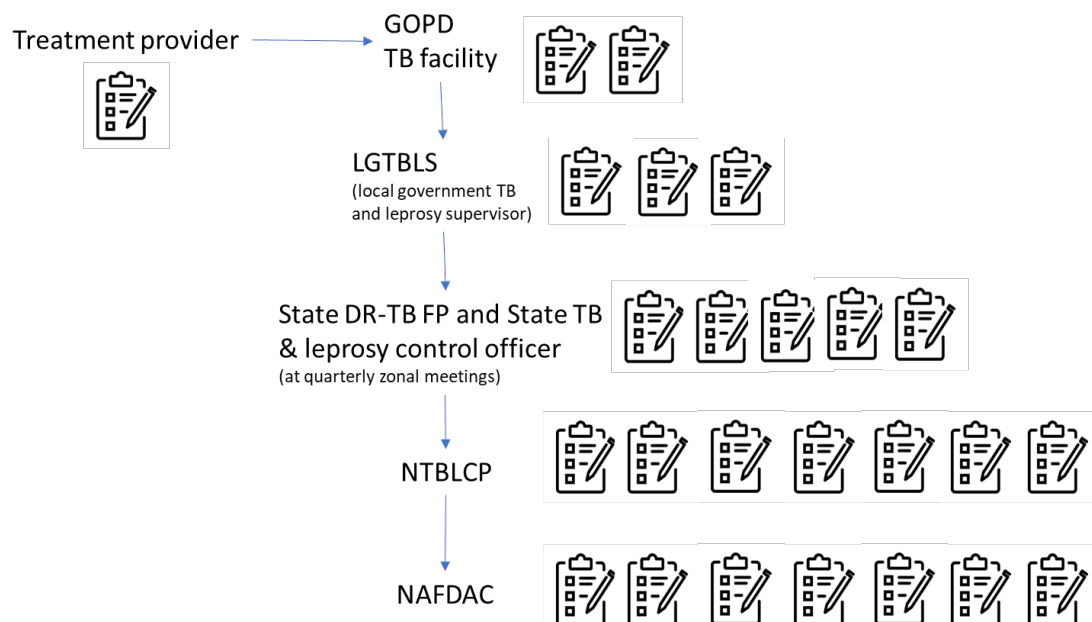 Treatment provider
GOPD
TB facility
LGTBLS
(local government TB
and leprosy supervisor)
State DR-TB FP and State TB
& leprosy control officer
(at quarterly zonal meetings)
NTBLCP
NAFDAC